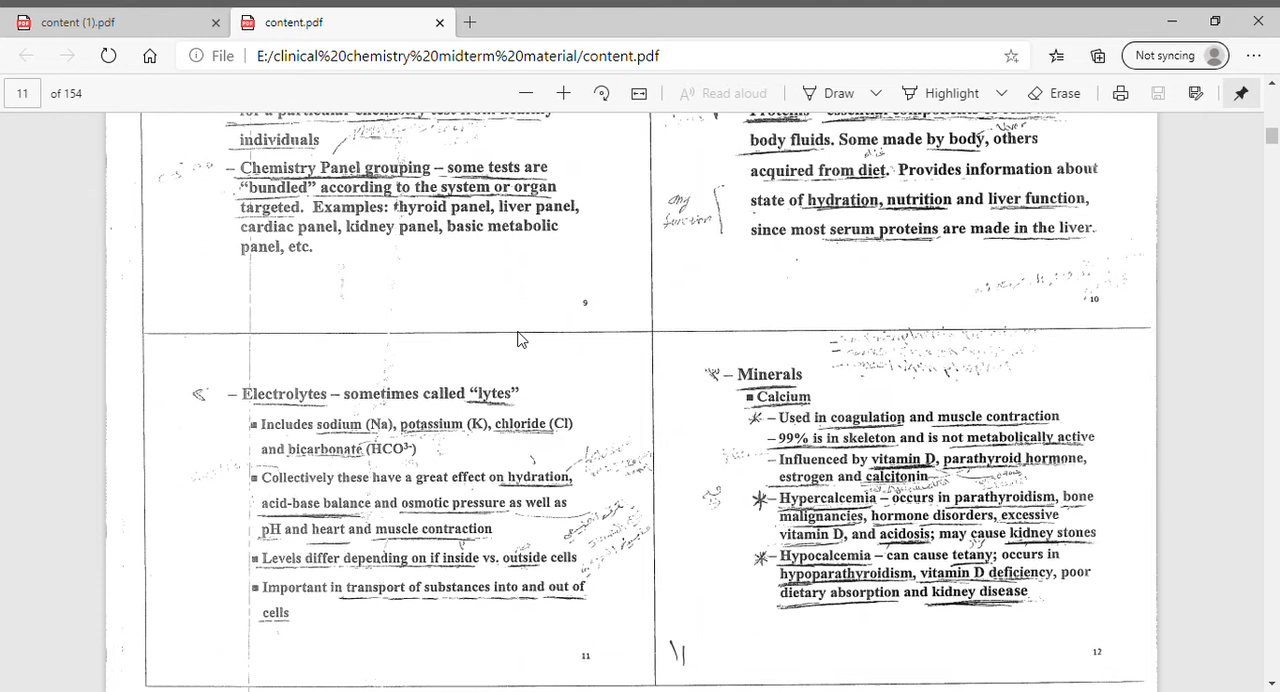 content (1).pdf
content.pdf
File
E:/clinical%20chemistry%20midterm%20material/content.pdf
Not syncing
11
of 154
Read aloud
Draw
Highlight
Erase
individuals
– Chemistry Panel grouping – some tests are
“bundled” according to the system or organ
targeted. Examples: thyroid panel, liver panel,
cardiac panel, kidney panel, basic metabolic
panel, etc.
9
liver
body fluids. Some made by body, others
acquired from diet. Provides information about
state of hydration, nutrition and liver function,
since most serum proteins are made in the liver.
any
function
10
– Electrolytes – sometimes called “lytes”
▪ Includes sodium (Na), potassium (K), chloride (Cl)
and bicarbonate (HCO³-)
▪ Collectively these have a great effect on hydration,
acid-base balance and osmotic pressure as well as
pH and heart and muscle contraction
▪ Levels differ depending on if inside vs. outside cells
▪ Important in transport of substances into and out of
cells
11
– Minerals
▪ Calcium
– Used in coagulation and muscle contraction
– 99% is in skeleton and is not metabolically active
– Influenced by vitamin D, parathyroid hormone,
estrogen and calcitonin
– Hypercalcemia – occurs in parathyroidism, bone
malignancies, hormone disorders, excessive
vitamin D, and acidosis; may cause kidney stones
– Hypocalcemia – can cause tetany; occurs in
hypoparathyroidism, vitamin D deficiency, poor
dietary absorption and kidney disease
12